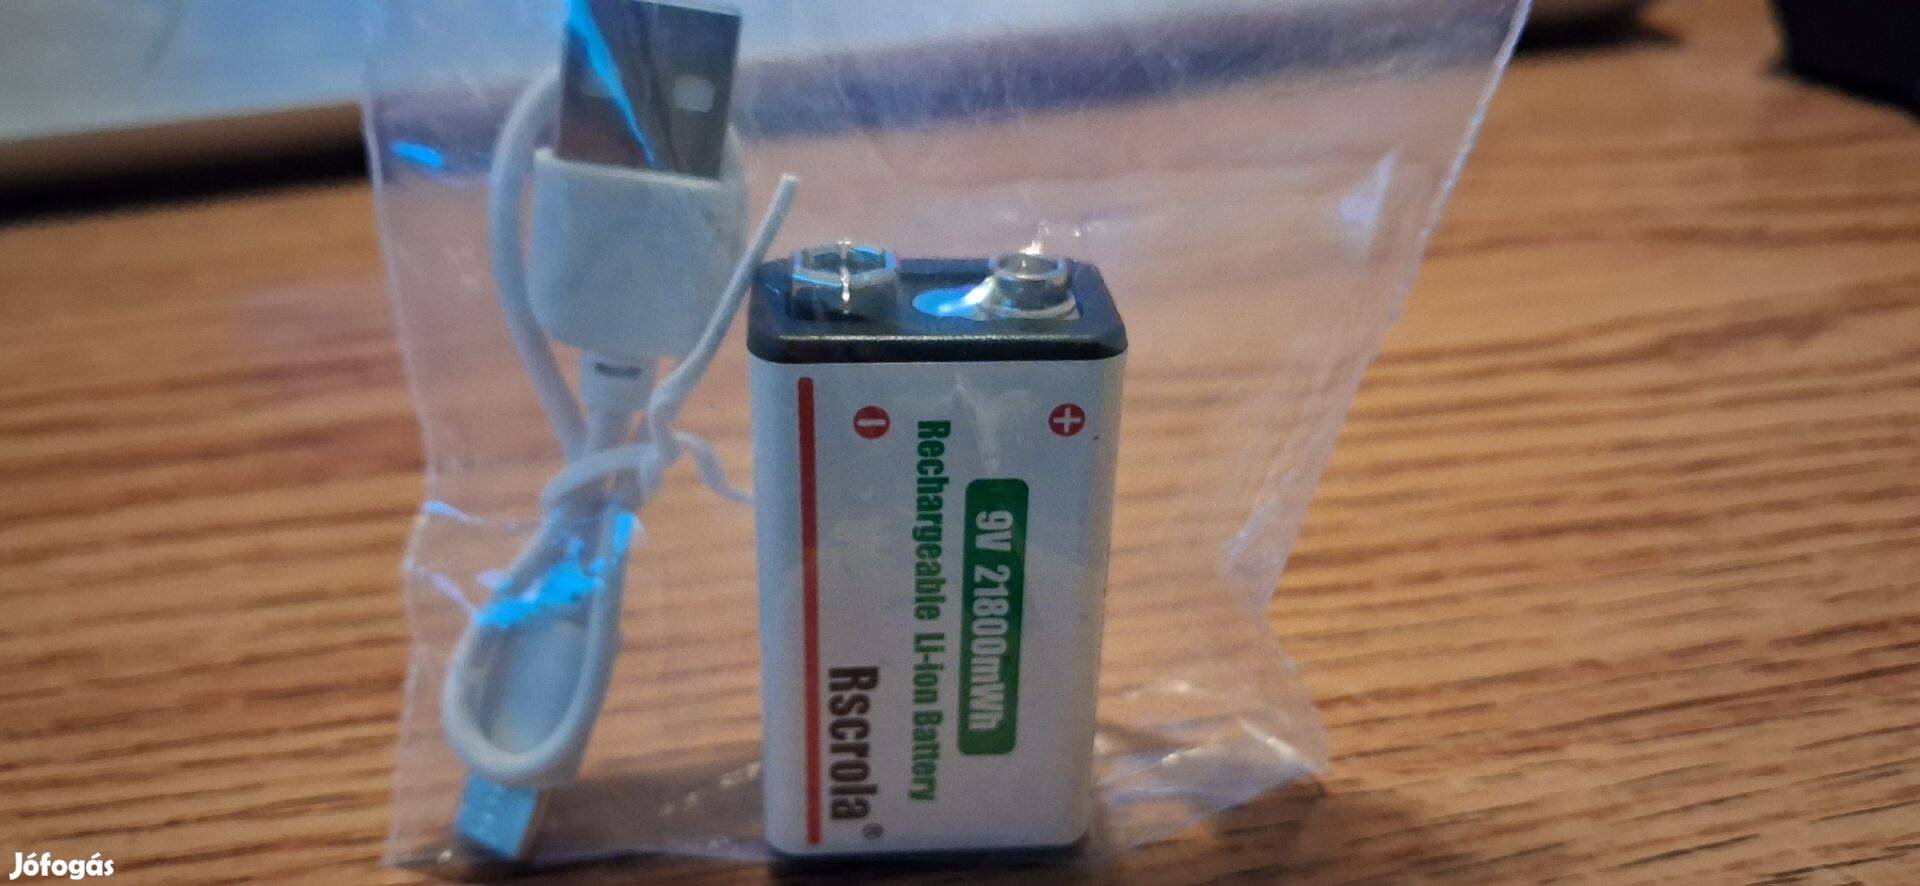 9V 21800mWh
Rechargeable Li-ion Battery
Rscrola®
Jófogás